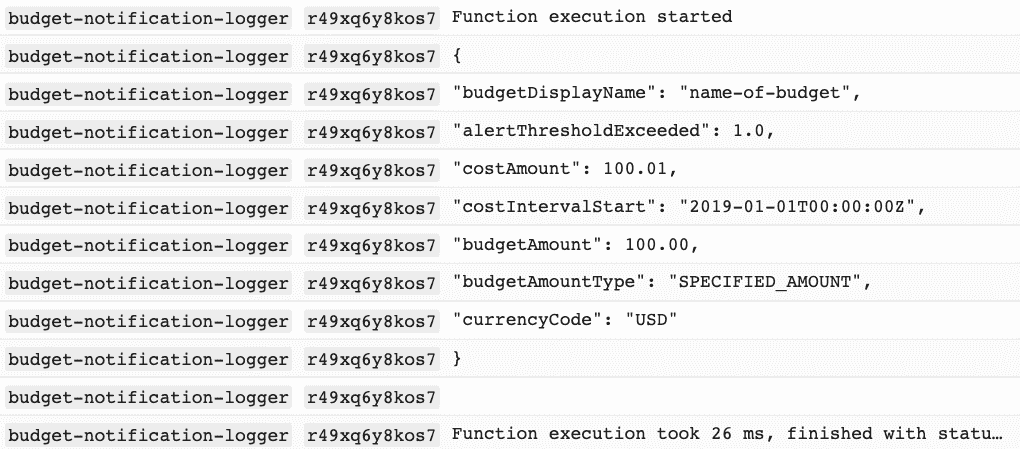 budget-notification-logger r49xq6y8kos7 Function execution started
budget-notification-logger r49xq6y8kos7 {
budget-notification-logger r49xq6y8kos7 "budgetDisplayName": "name-of-budget",
budget-notification-logger r49xq6y8kos7 "alertThresholdExceeded": 1.0,
budget-notification-logger r49xq6y8kos7 "costAmount": 100.01,
budget-notification-logger r49xq6y8kos7 "costIntervalStart": "2019-01-01T00:00:00Z",
budget-notification-logger r49xq6y8kos7 "budgetAmount": 100.00,
budget-notification-logger r49xq6y8kos7 "budgetAmountType": "SPECIFIED_AMOUNT",
budget-notification-logger r49xq6y8kos7 "currencyCode": "USD"
budget-notification-logger r49xq6y8kos7 }
budget-notification-logger r49xq6y8kos7
budget-notification-logger r49xq6y8kos7 Function execution took 26 ms, finished with statu…